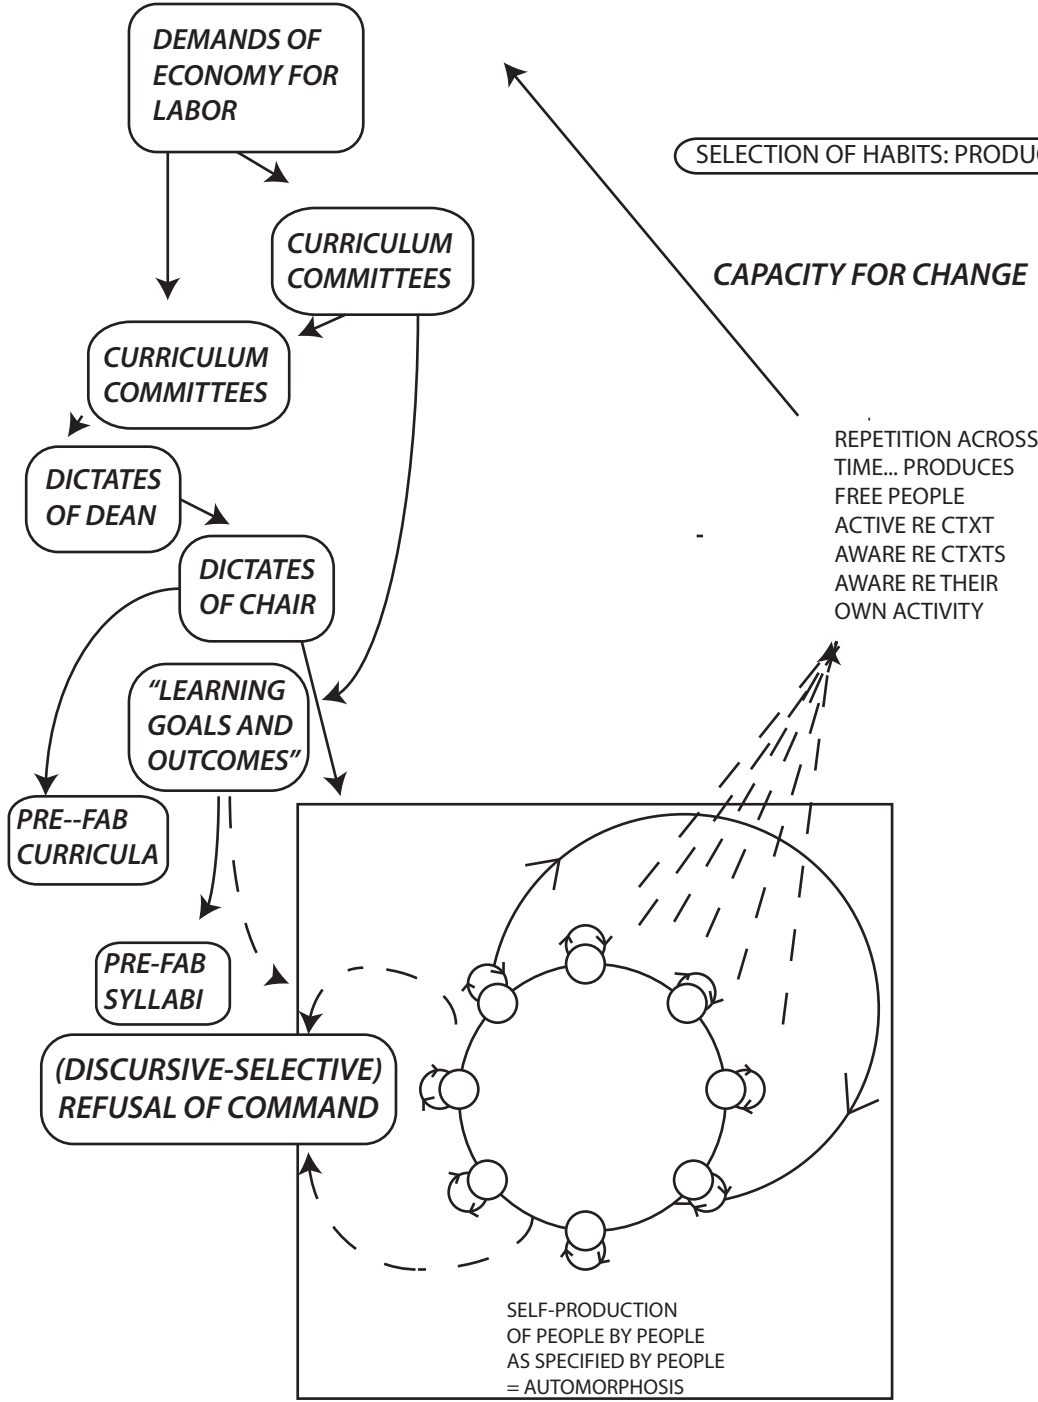 DEMANDS OF
ECONOMY FOR
LABOR
SELECTION OF HABITS: PRODU
CURRICULUM
COMMITTEES
CAPACITY FOR CHANGE
CURRICULUM
COMMITTEES
REPETITION ACROSS
TIME... PRODUCES
FREE PEOPLE
ACTIVE RE CTXT
AWARE RE CTXTS
AWARE RE THEIR
OWN ACTIVITY
DICTATES
OF DEAN
DICTATES
OF CHAIR
“LEARNING
GOALS AND
OUTCOMES”
PRE--FAB
CURRICULA
PRE-FAB
SYLLABI
(DISCURSIVE-SELECTIVE)
REFUSAL OF COMMAND
SELF-PRODUCTION
OF PEOPLE BY PEOPLE
AS SPECIFIED BY PEOPLE
= AUTOMORPHOSIS